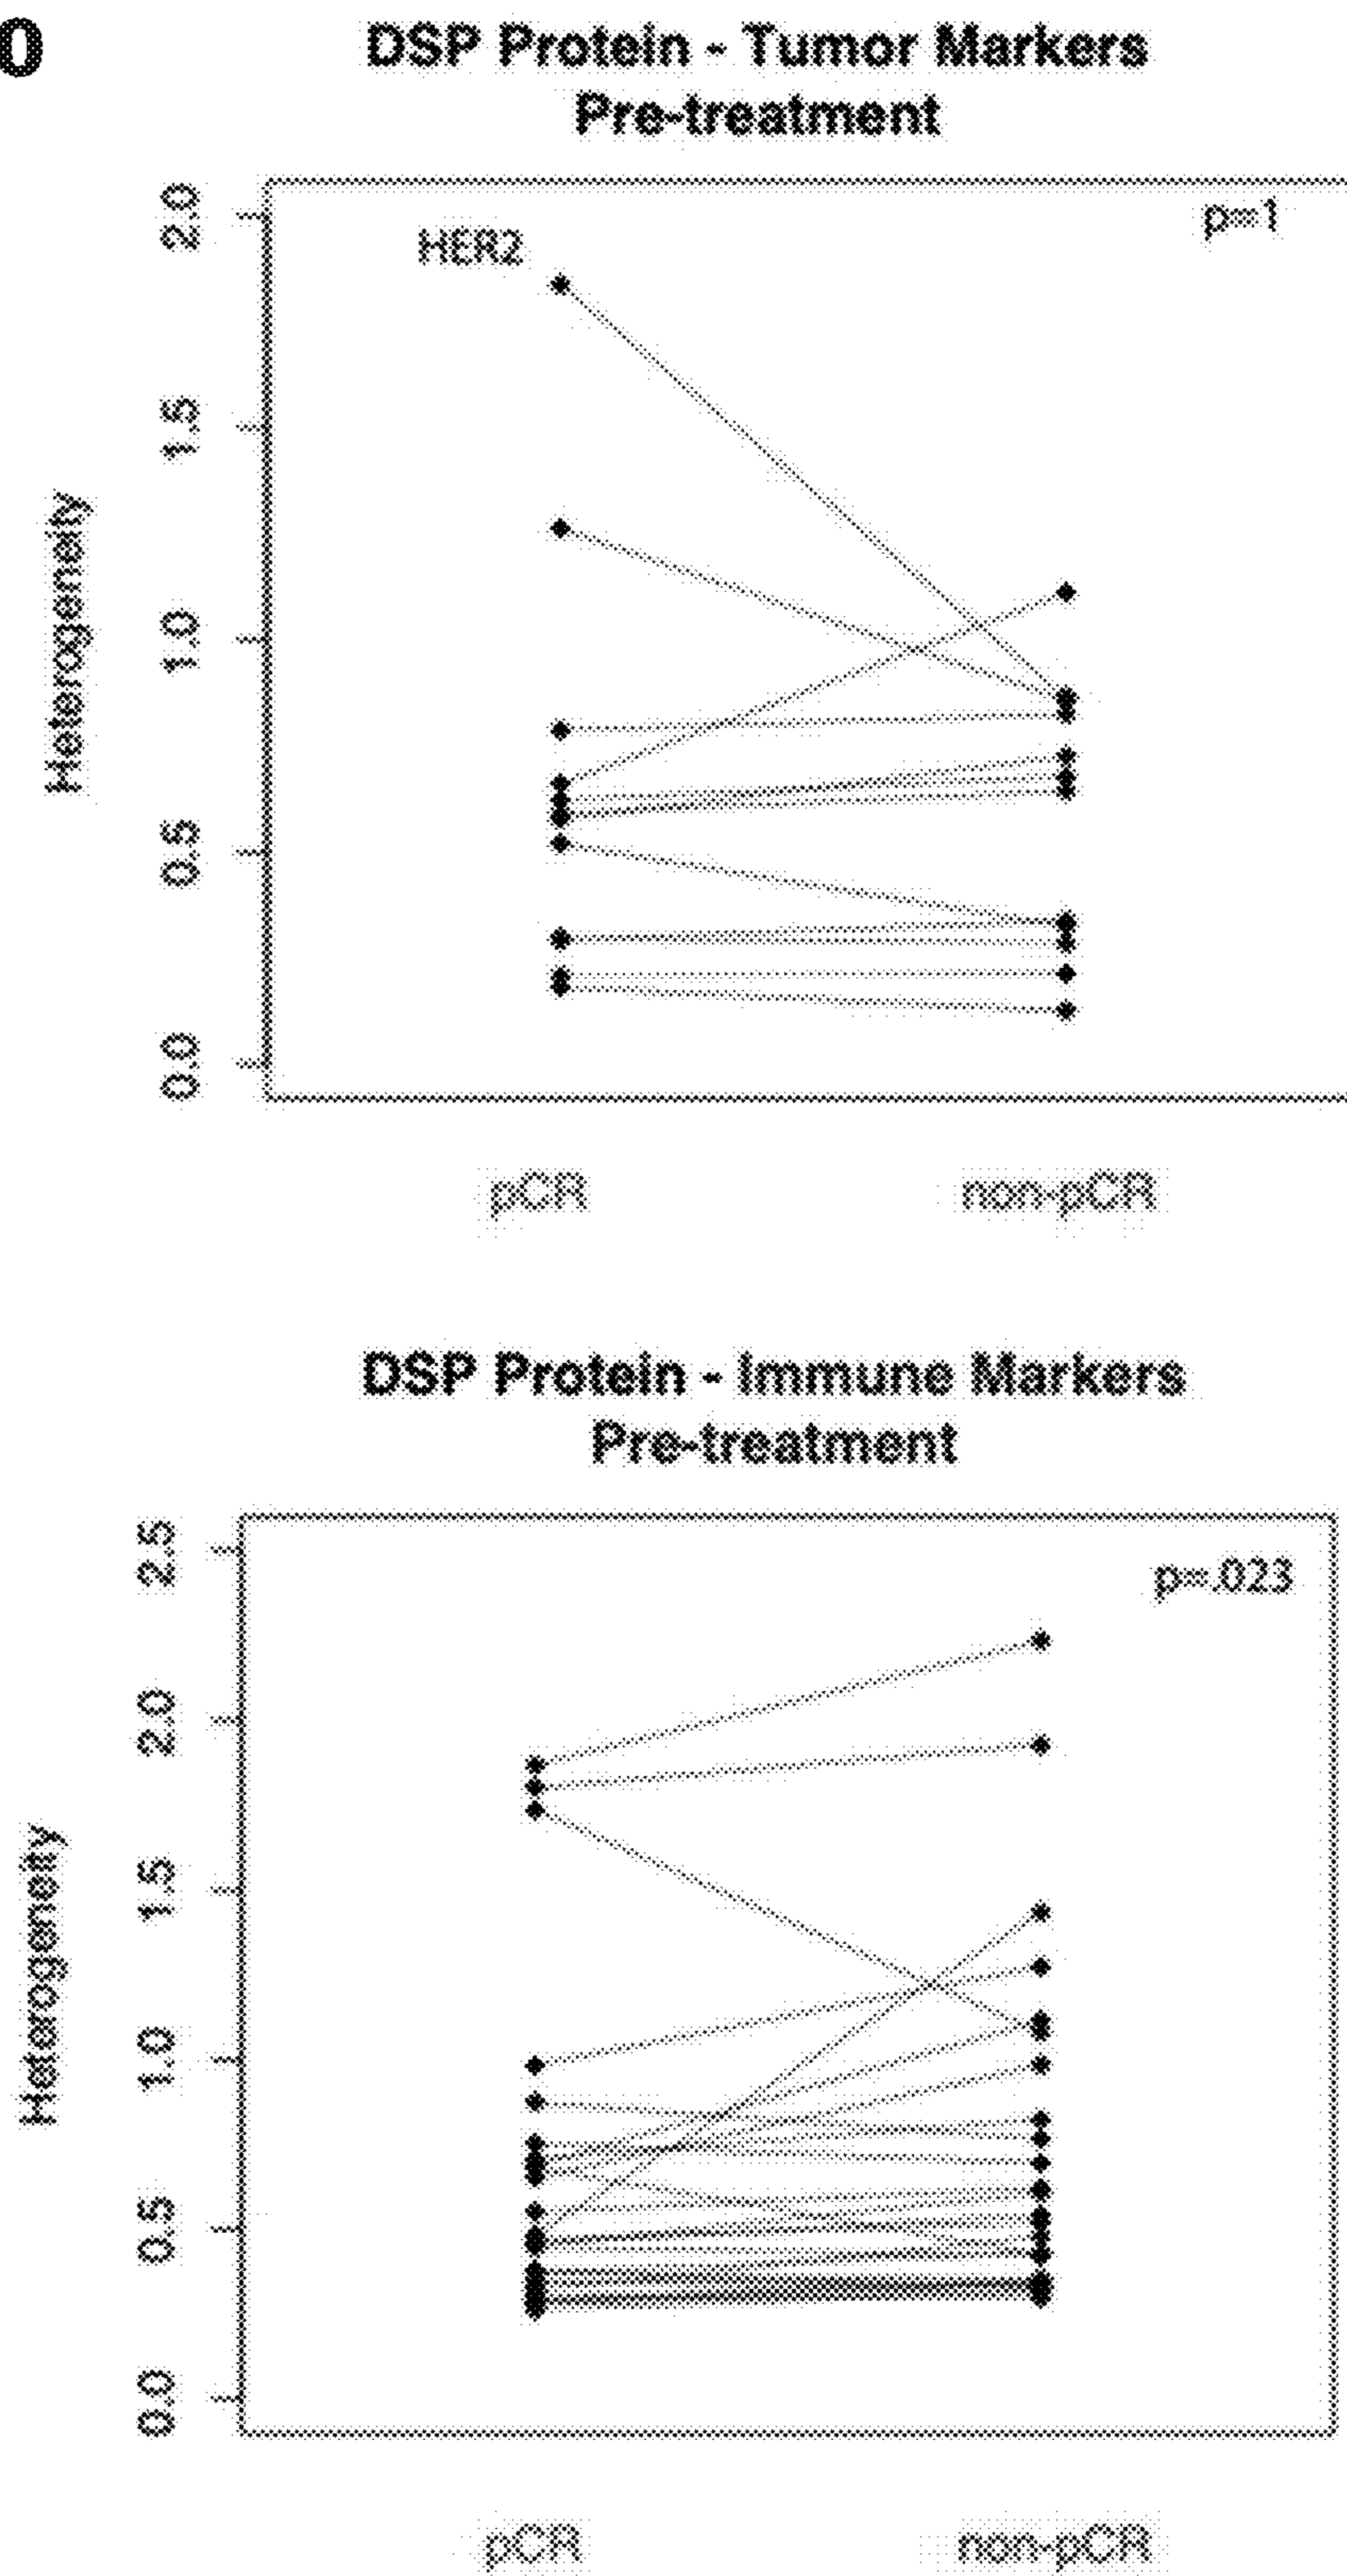 0
DSP Protein - Tumor Markers
Pre-treatment
Heterogeneity
2.0
1.5
1.0
0.5
0.0
HER2
p=1
pCR
non-pCR
DSP Protein - Immune Markers
Pre-treatment
Heterogeneity
2.5
2.0
1.5
1.0
0.5
0.0
p=.023
pCR
non-pCR